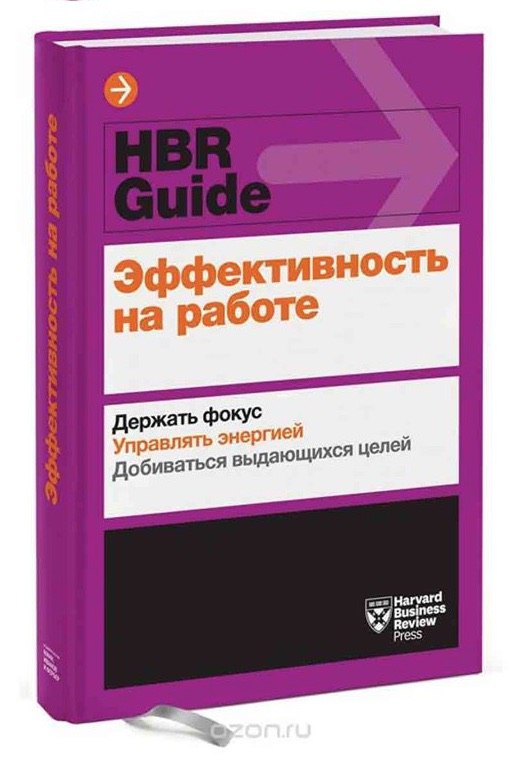 HBR
Guide
Эффективность
на работе
Держать фокус
Управлять энергией
Добиваться выдающихся целей
Harvard
Business
Review
Press
Эффективность на работе
ozon.ru